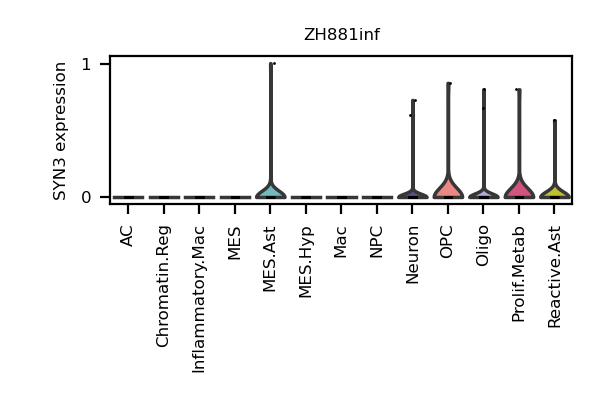 ZH881inf
SYN3 expression
1
0
AC
Chromatin.Reg
Inflammatory.Mac
MES
MES.Ast
MES.Hyp
Mac
NPC
Neuron
OPC
Oligo
Prolif.Metab
Reactive.Ast